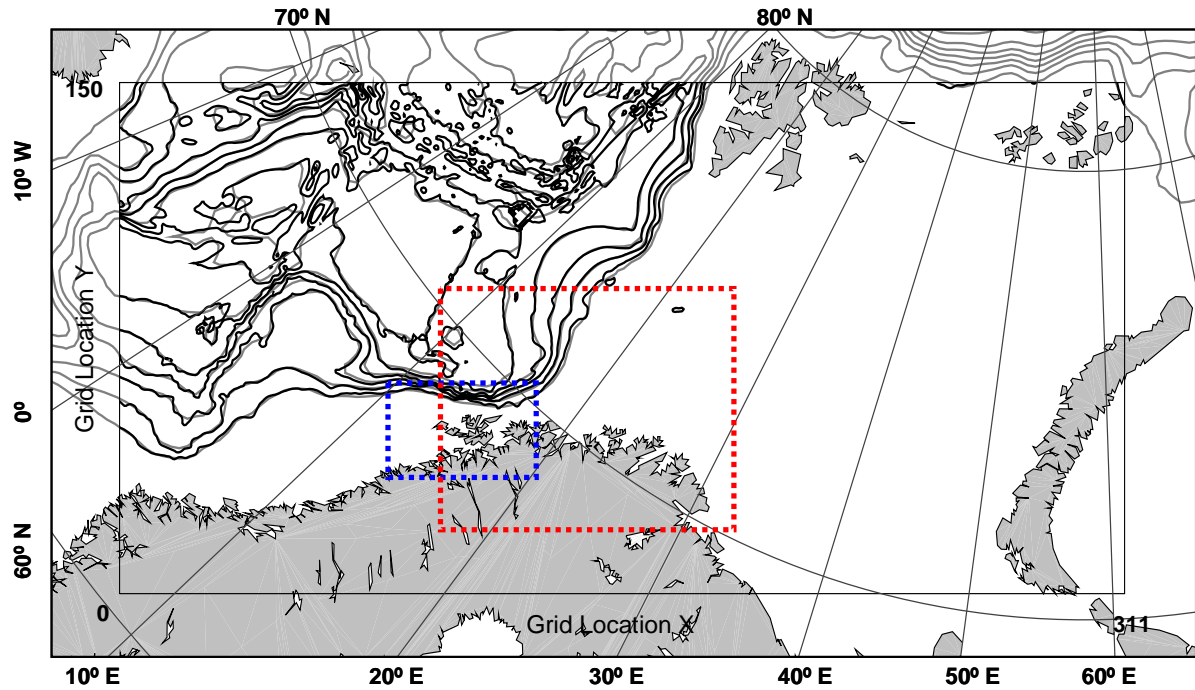 70º N
80º N
150
10º W
Grid Location Y
0º
60º N
0
Grid Location X
311
10º E
20º E
30º E
40º E
50º E
60º E